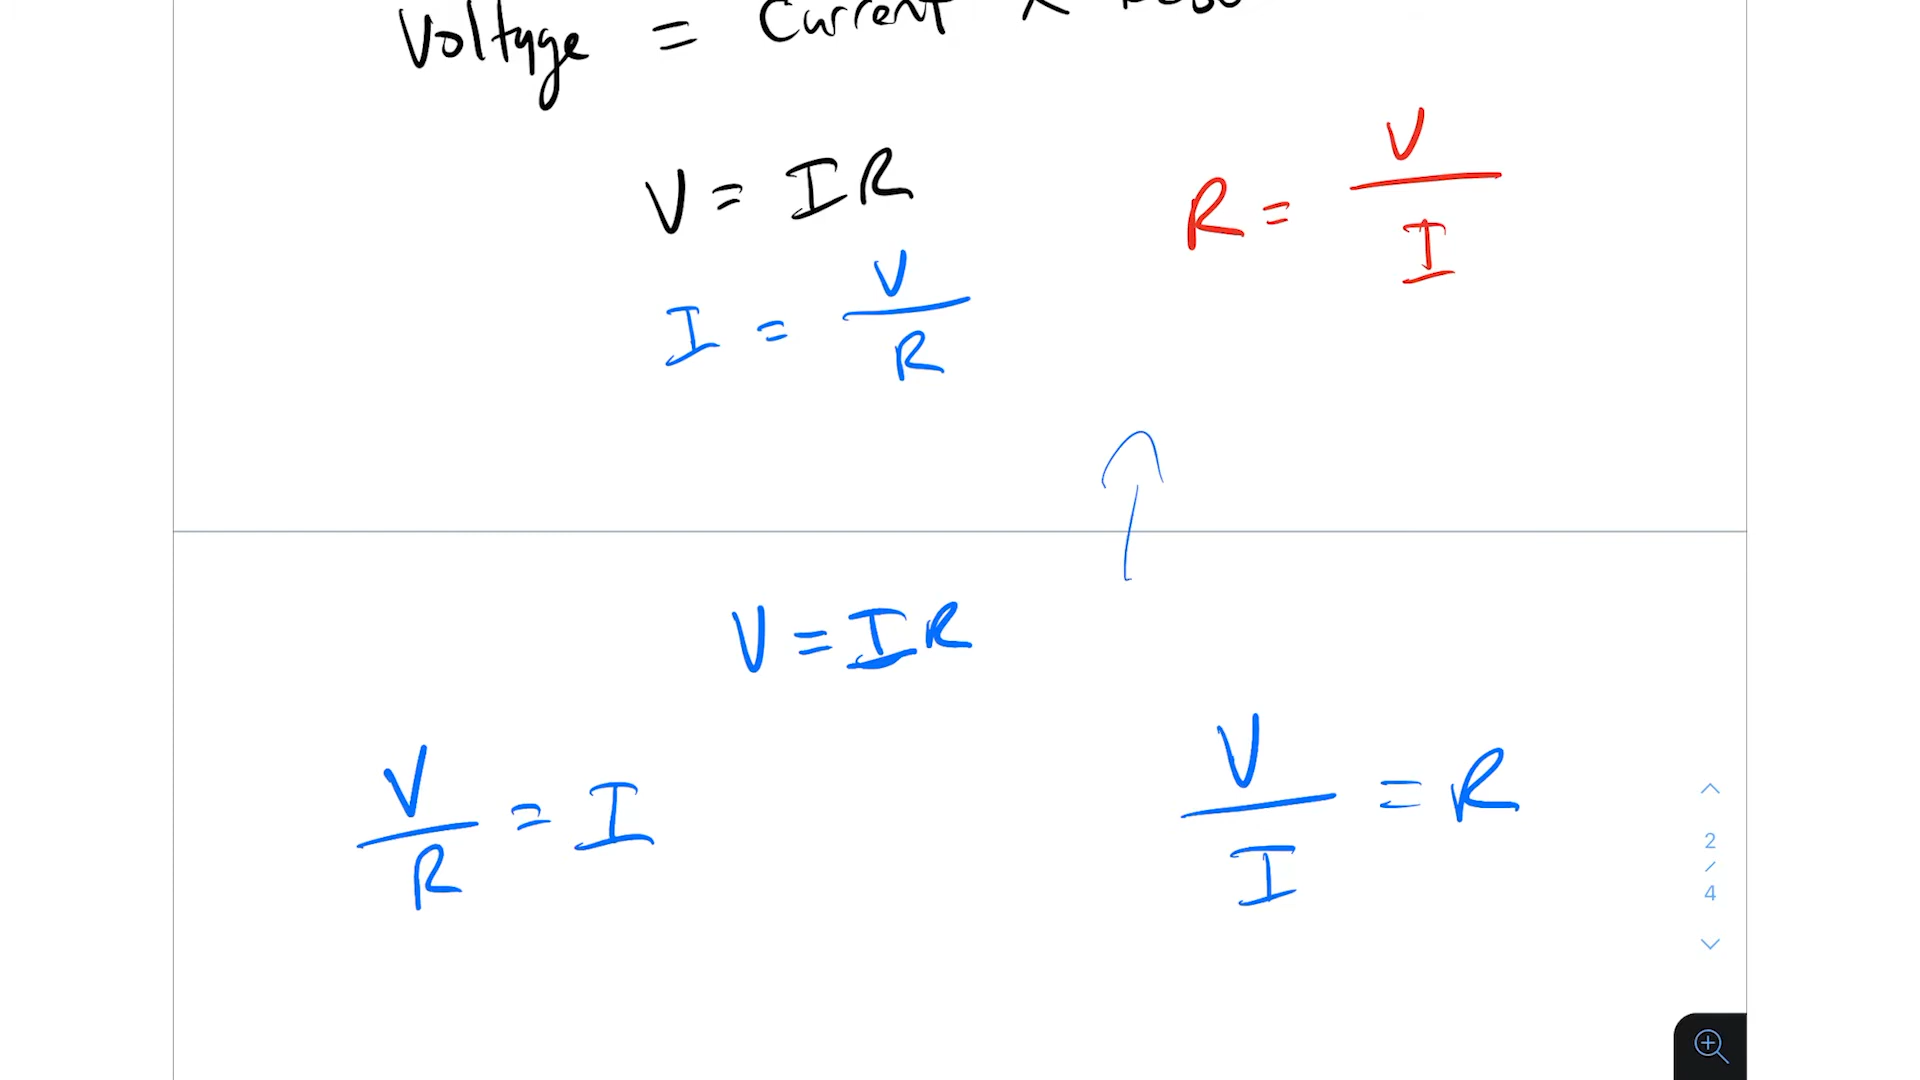 Voltage = Current ×
V = IR
R = V / I
I = V / R
V = IR
V / R = I
V / I = R
2 / 4